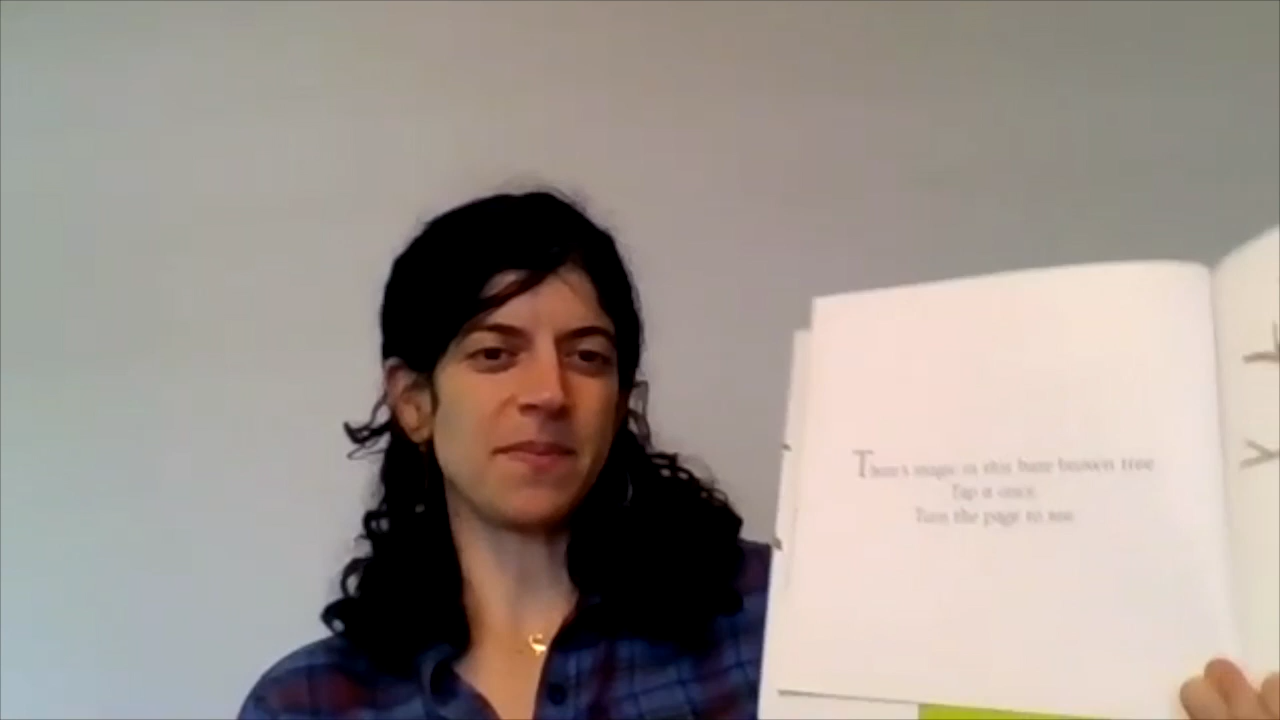 There's magic in this bare brown tree.
Tap it once.
Turn the page to see.